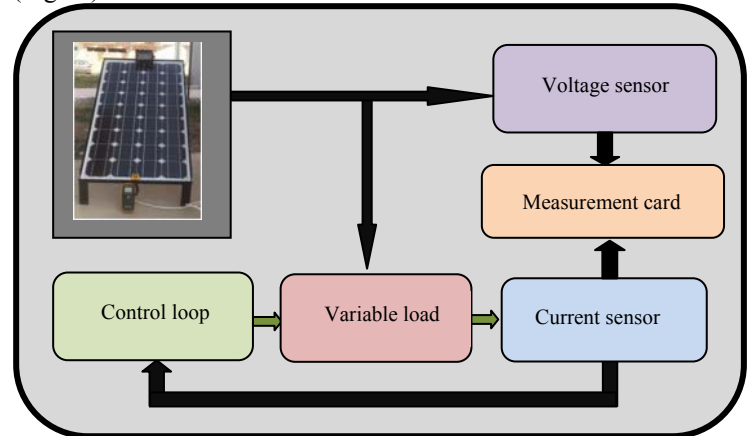 Voltage sensor
Measurement card
Control loop
Variable load
Current sensor